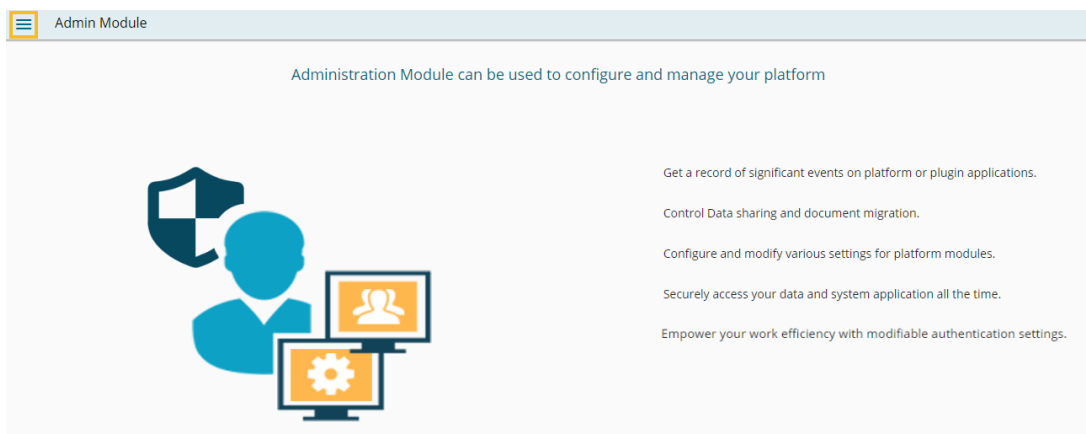 Admin Module
Administration Module can be used to configure and manage your platform
Get a record of significant events on platform or plugin applications.
Control Data sharing and document migration.
Configure and modify various settings for platform modules.
Securely access your data and system application all the time.
Empower your work efficiency with modifiable authentication settings.